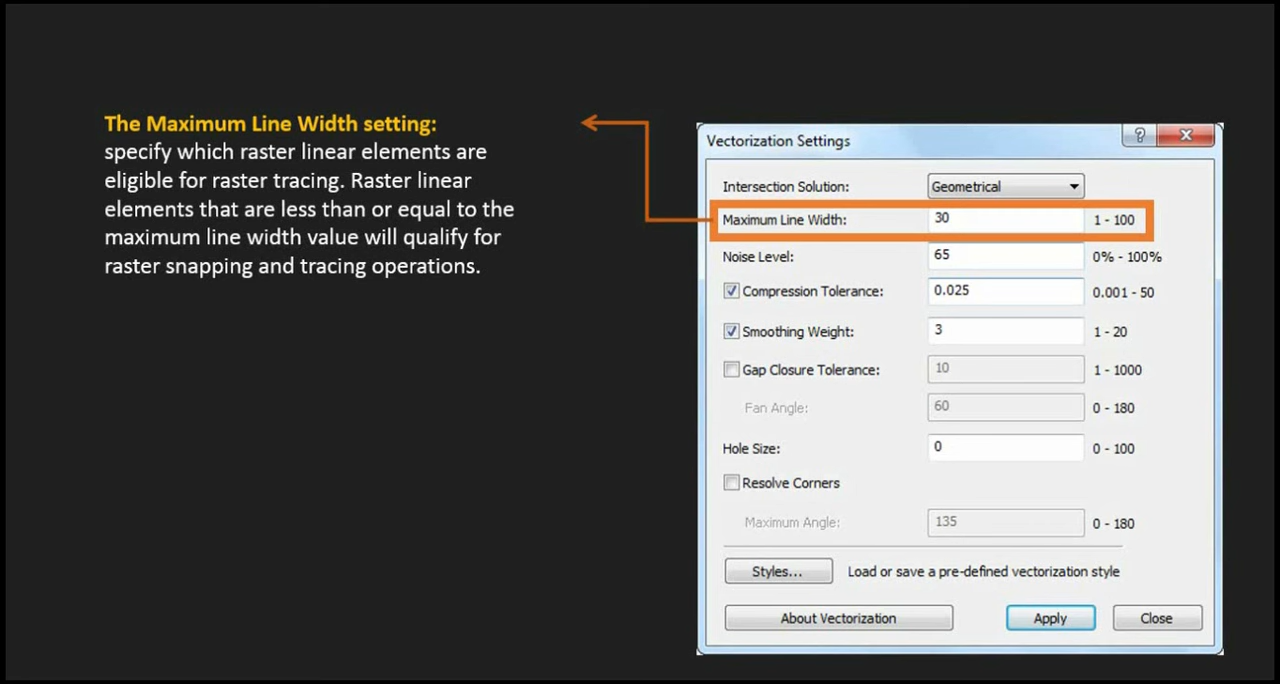 The Maximum Line Width setting:
specify which raster linear elements are
eligible for raster tracing. Raster linear
elements that are less than or equal to the
maximum line width value will qualify for
raster snapping and tracing operations.
Vectorization Settings
?
Intersection Solution: Geometrical
Maximum Line Width: 30 1 - 100
Noise Level: 65 0% - 100%
Compression Tolerance: 0.025 0.001 - 50
Smoothing Weight: 3 1 - 20
Gap Closure Tolerance: 10 1 - 1000
Fan Angle: 60 0 - 180
Hole Size: 0 0 - 100
Resolve Corners
Maximum Angle: 135 0 - 180
Styles... Load or save a pre-defined vectorization style
About Vectorization Apply Close